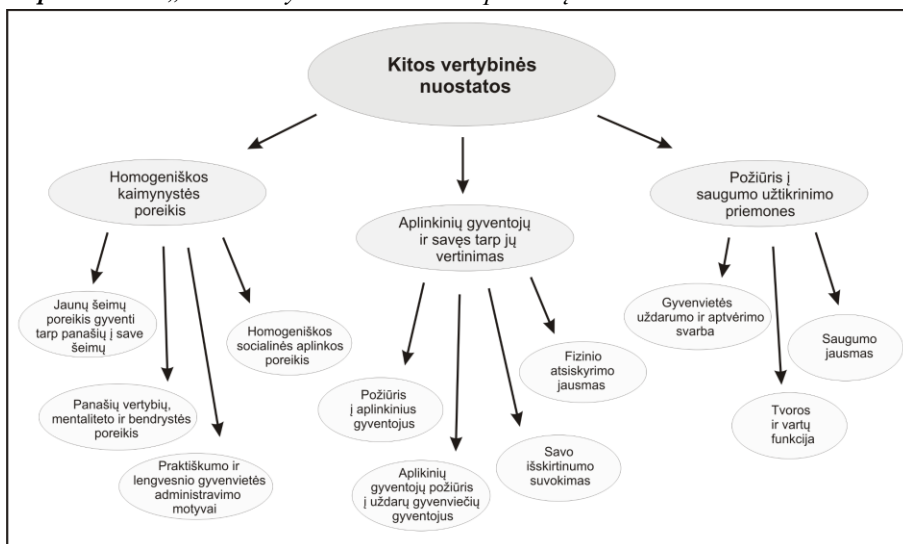 Kitos vertybinės
nuostatos
Homogeniškos
kaimynystės
poreikis
Aplinkinių gyventojų
ir savęs tarp jų
vertinimas
Požiūris į
saugumo užtikrinimo
priemones
Jaunų šeimų
poreikis gyventi
tarp panašių į save
šeimų
Panašių vertybių,
mentaliteto ir bendrystės
poreikis
Praktiškumo ir
lengvesnio gyvenvietės
administravimo
motyvai
Homogeniškos
socialinės aplinkos
poreikis
Požiūris
į aplinkinius
gyventojus
Aplikinių
gyventojų požiūris
į uždarų gyvenviečių
gyventojus
Savo
išskirtinumo
suvokimas
Fizinio
atsiskyrimo
jausmas
Gyvenvietės
uždarumo ir aptvėrimo
svarba
Tvoros
ir vartų
funkcija
Saugumo
jausmas